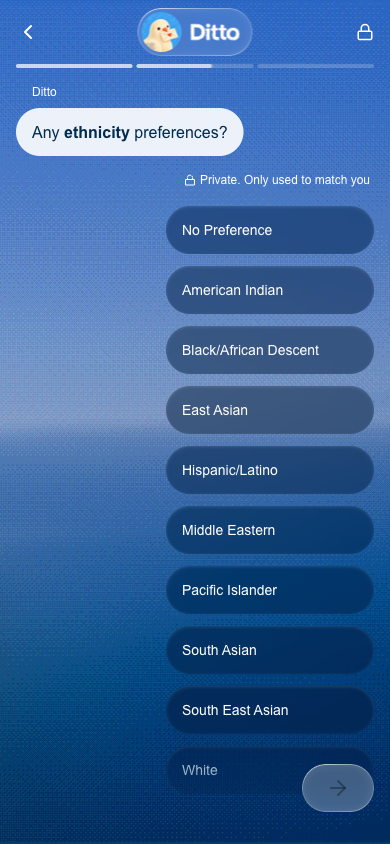 Ditto
Ditto
Any ethnicity preferences?
Private. Only used to match you
No Preference
American Indian
Black/African Descent
East Asian
Hispanic/Latino
Middle Eastern
Pacific Islander
South Asian
South East Asian
White